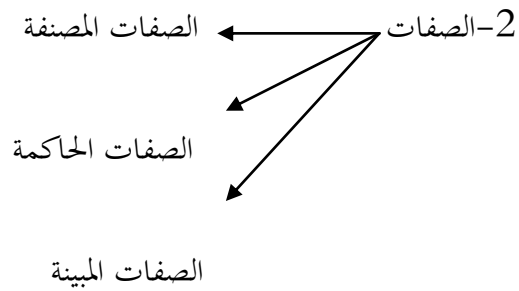 2-الصفات
الصفات المصنفة
الصفات الحاكمة
الصفات المبينة